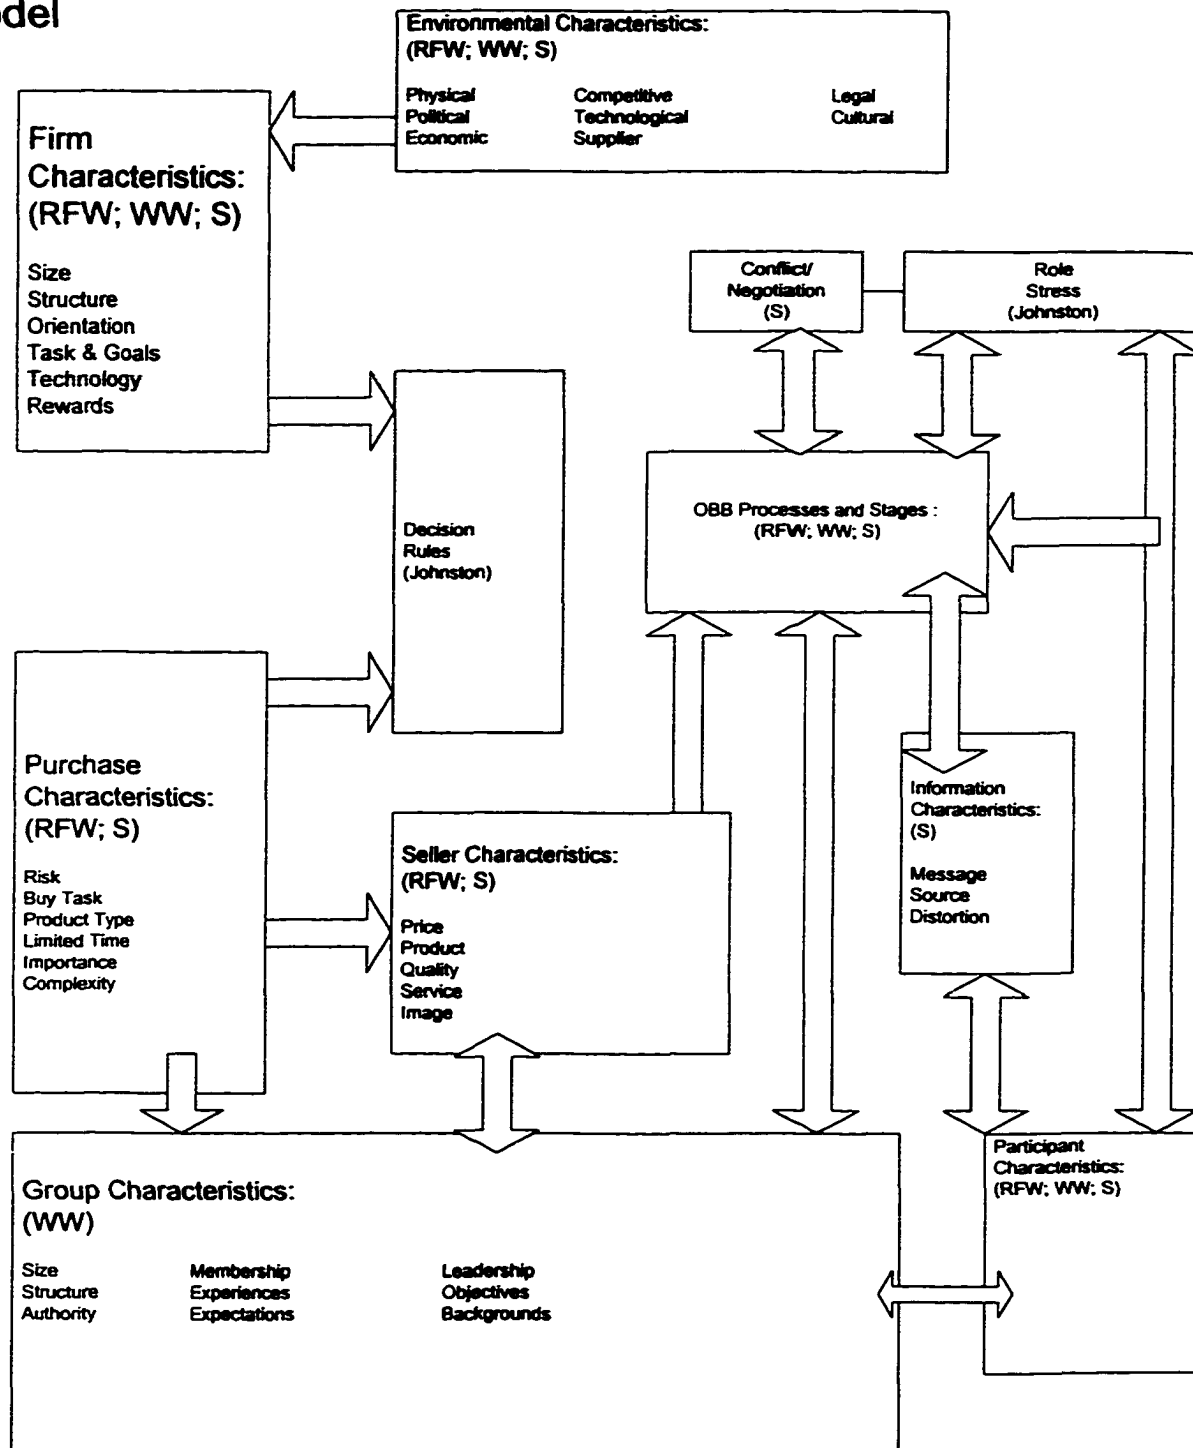 Environmental Characteristics:
(RFW; WW; S)
Physical Competitive Legal
Political Technological Cultural
Economic Supplier
Firm
Characteristics:
(RFW; WW; S)
Size
Structure
Orientation
Task & Goals
Technology
Rewards
Conflict/
Negotiation
(S)
Role
Stress
(Johnston)
Decision
Rules
(Johnston)
OBB Processes and Stages :
(RFW; WW; S)
Purchase
Characteristics:
(RFW; S)
Risk
Buy Task
Product Type
Limited Time
Importance
Complexity
Seller Characteristics:
(RFW; S)
Price
Product
Quality
Service
Image
Information
Characteristics:
(S)
Message
Source
Distortion
Group Characteristics:
(WW)
Size Membership Leadership
Structure Experiences Objectives
Authority Expectations Backgrounds
Participant
Characteristics:
(RFW; WW; S)